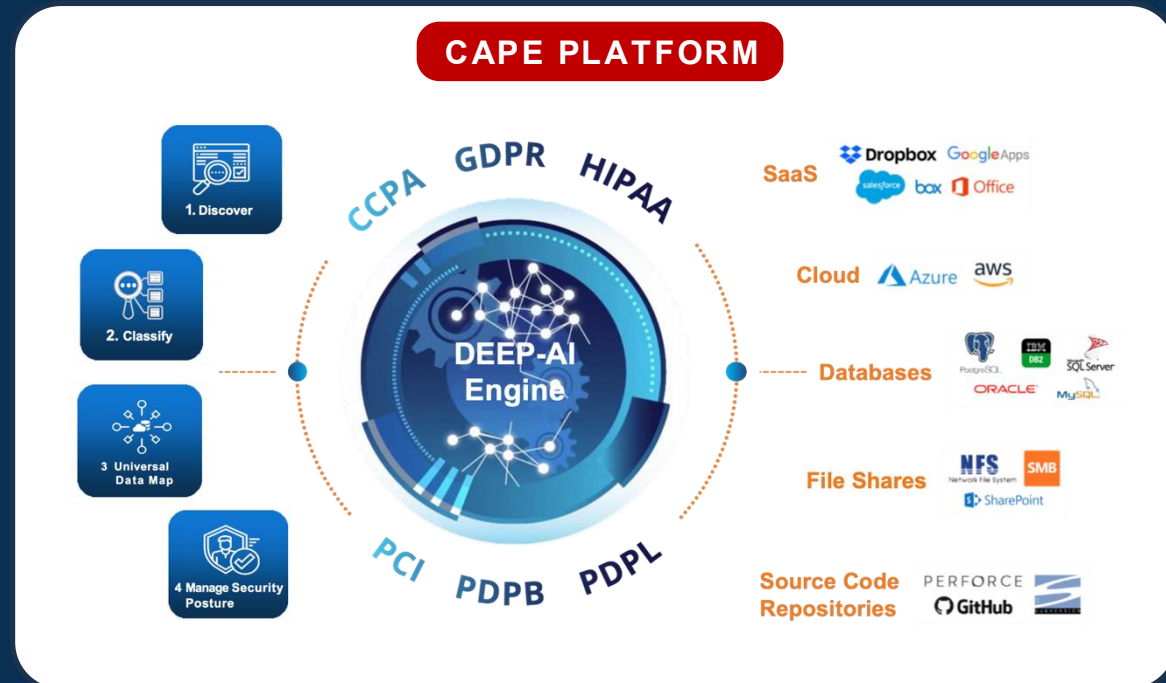 CAPE PLATFORM
1. Discover
2. Classify
3 Universal
Data Map
4 Manage Security
Posture
CCPA
GDPR
HIPAA
DEEP-AI
Engine
PCI
PDPB
PDPL
SaaS
Dropbox
Google Apps
salesforce
box
Office
Cloud
Azure
aws
Databases
PostgreSQL
IBM
DB2
SQL Server
ORACLE
MySQL
File Shares
NFS
Network File System
SMB
SharePoint
Source Code
Repositories
PERFORCE
GitHub
SUBVERSION